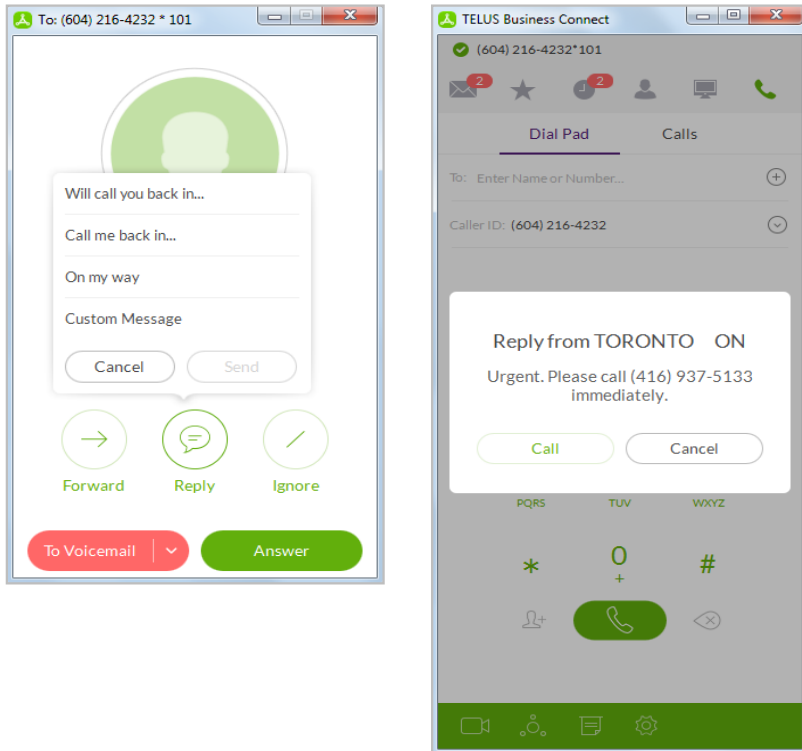 To: (604) 216-4232 * 101
Will call you back in...
Call me back in...
On my way
Custom Message
Cancel
Send
Forward
Reply
Ignore
To Voicemail
Answer
TELUS Business Connect
(604) 216-4232*101
2
2
Dial Pad
Calls
To: Enter Name or Number...
Caller ID: (604) 216-4232
Reply from TORONTO ON
Urgent. Please call (416) 937-5133
immediately.
Call
Cancel
PQRS
TUV
WXYZ
*
0
+
#